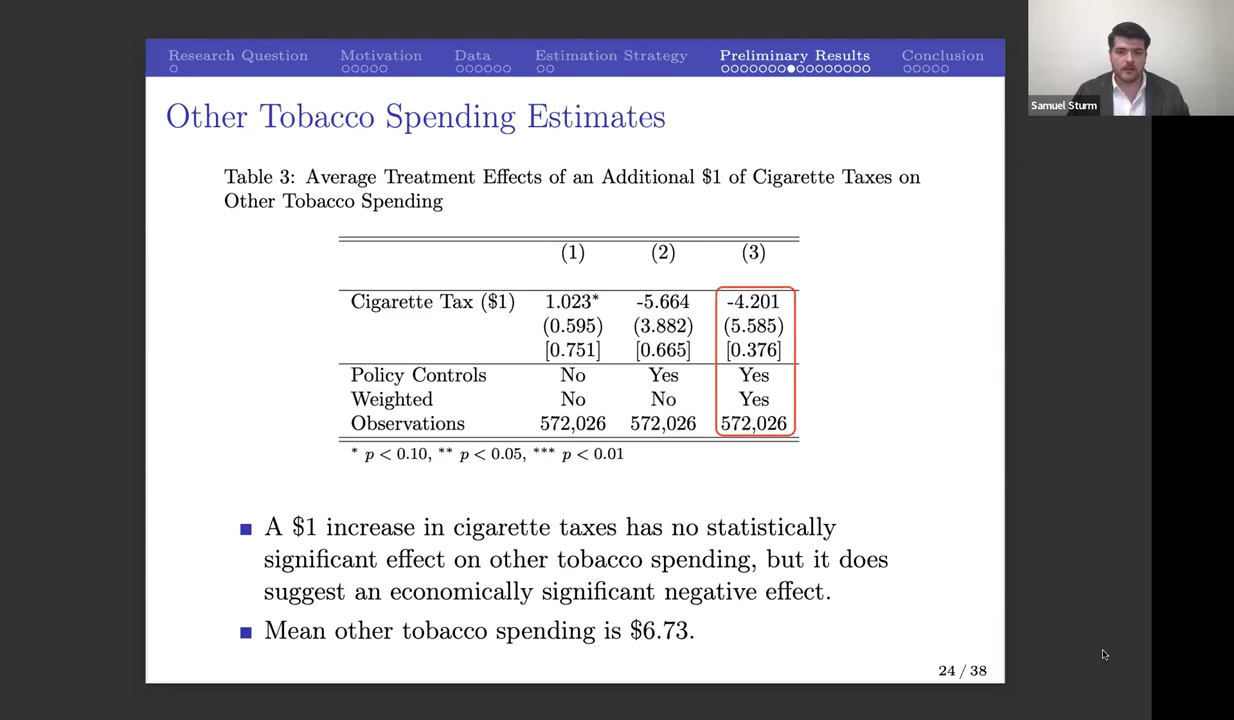 Research Question Motivation Data Estimation Strategy Preliminary Results Conclusion
Samuel Sturm
Other Tobacco Spending Estimates
Table 3: Average Treatment Effects of an Additional $1 of Cigarette Taxes on
Other Tobacco Spending
(1) (2) (3)
Cigarette Tax ($1) 1.023* -5.664 -4.201
(0.595) (3.882) (5.585)
[0.751] [0.665] [0.376]
Policy Controls No Yes Yes
Weighted No No Yes
Observations 572,026 572,026 572,026
* p < 0.10, ** p < 0.05, *** p < 0.01
A $1 increase in cigarette taxes has no statistically
significant effect on other tobacco spending, but it does
suggest an economically significant negative effect.
Mean other tobacco spending is $6.73.
24 / 38